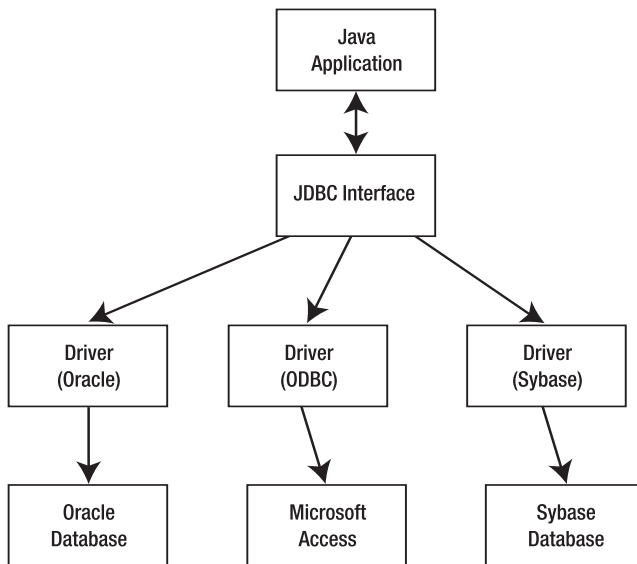 Java
Application
JDBC Interface
Driver
(Oracle)
Driver
(ODBC)
Driver
(Sybase)
Oracle
Database
Microsoft
Access
Sybase
Database